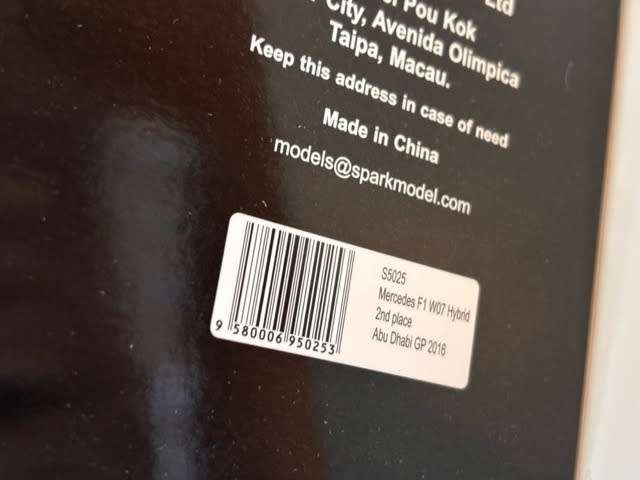 Ltd
Pou Kok
City, Avenida Olimpica
Taipa, Macau.
Keep this address in case of need
Made in China
models@sparkmodel.com
S5025
Mercedes F1 W07 Hybrid
2nd place
Abu Dhabi GP 2016
9 580006 950253